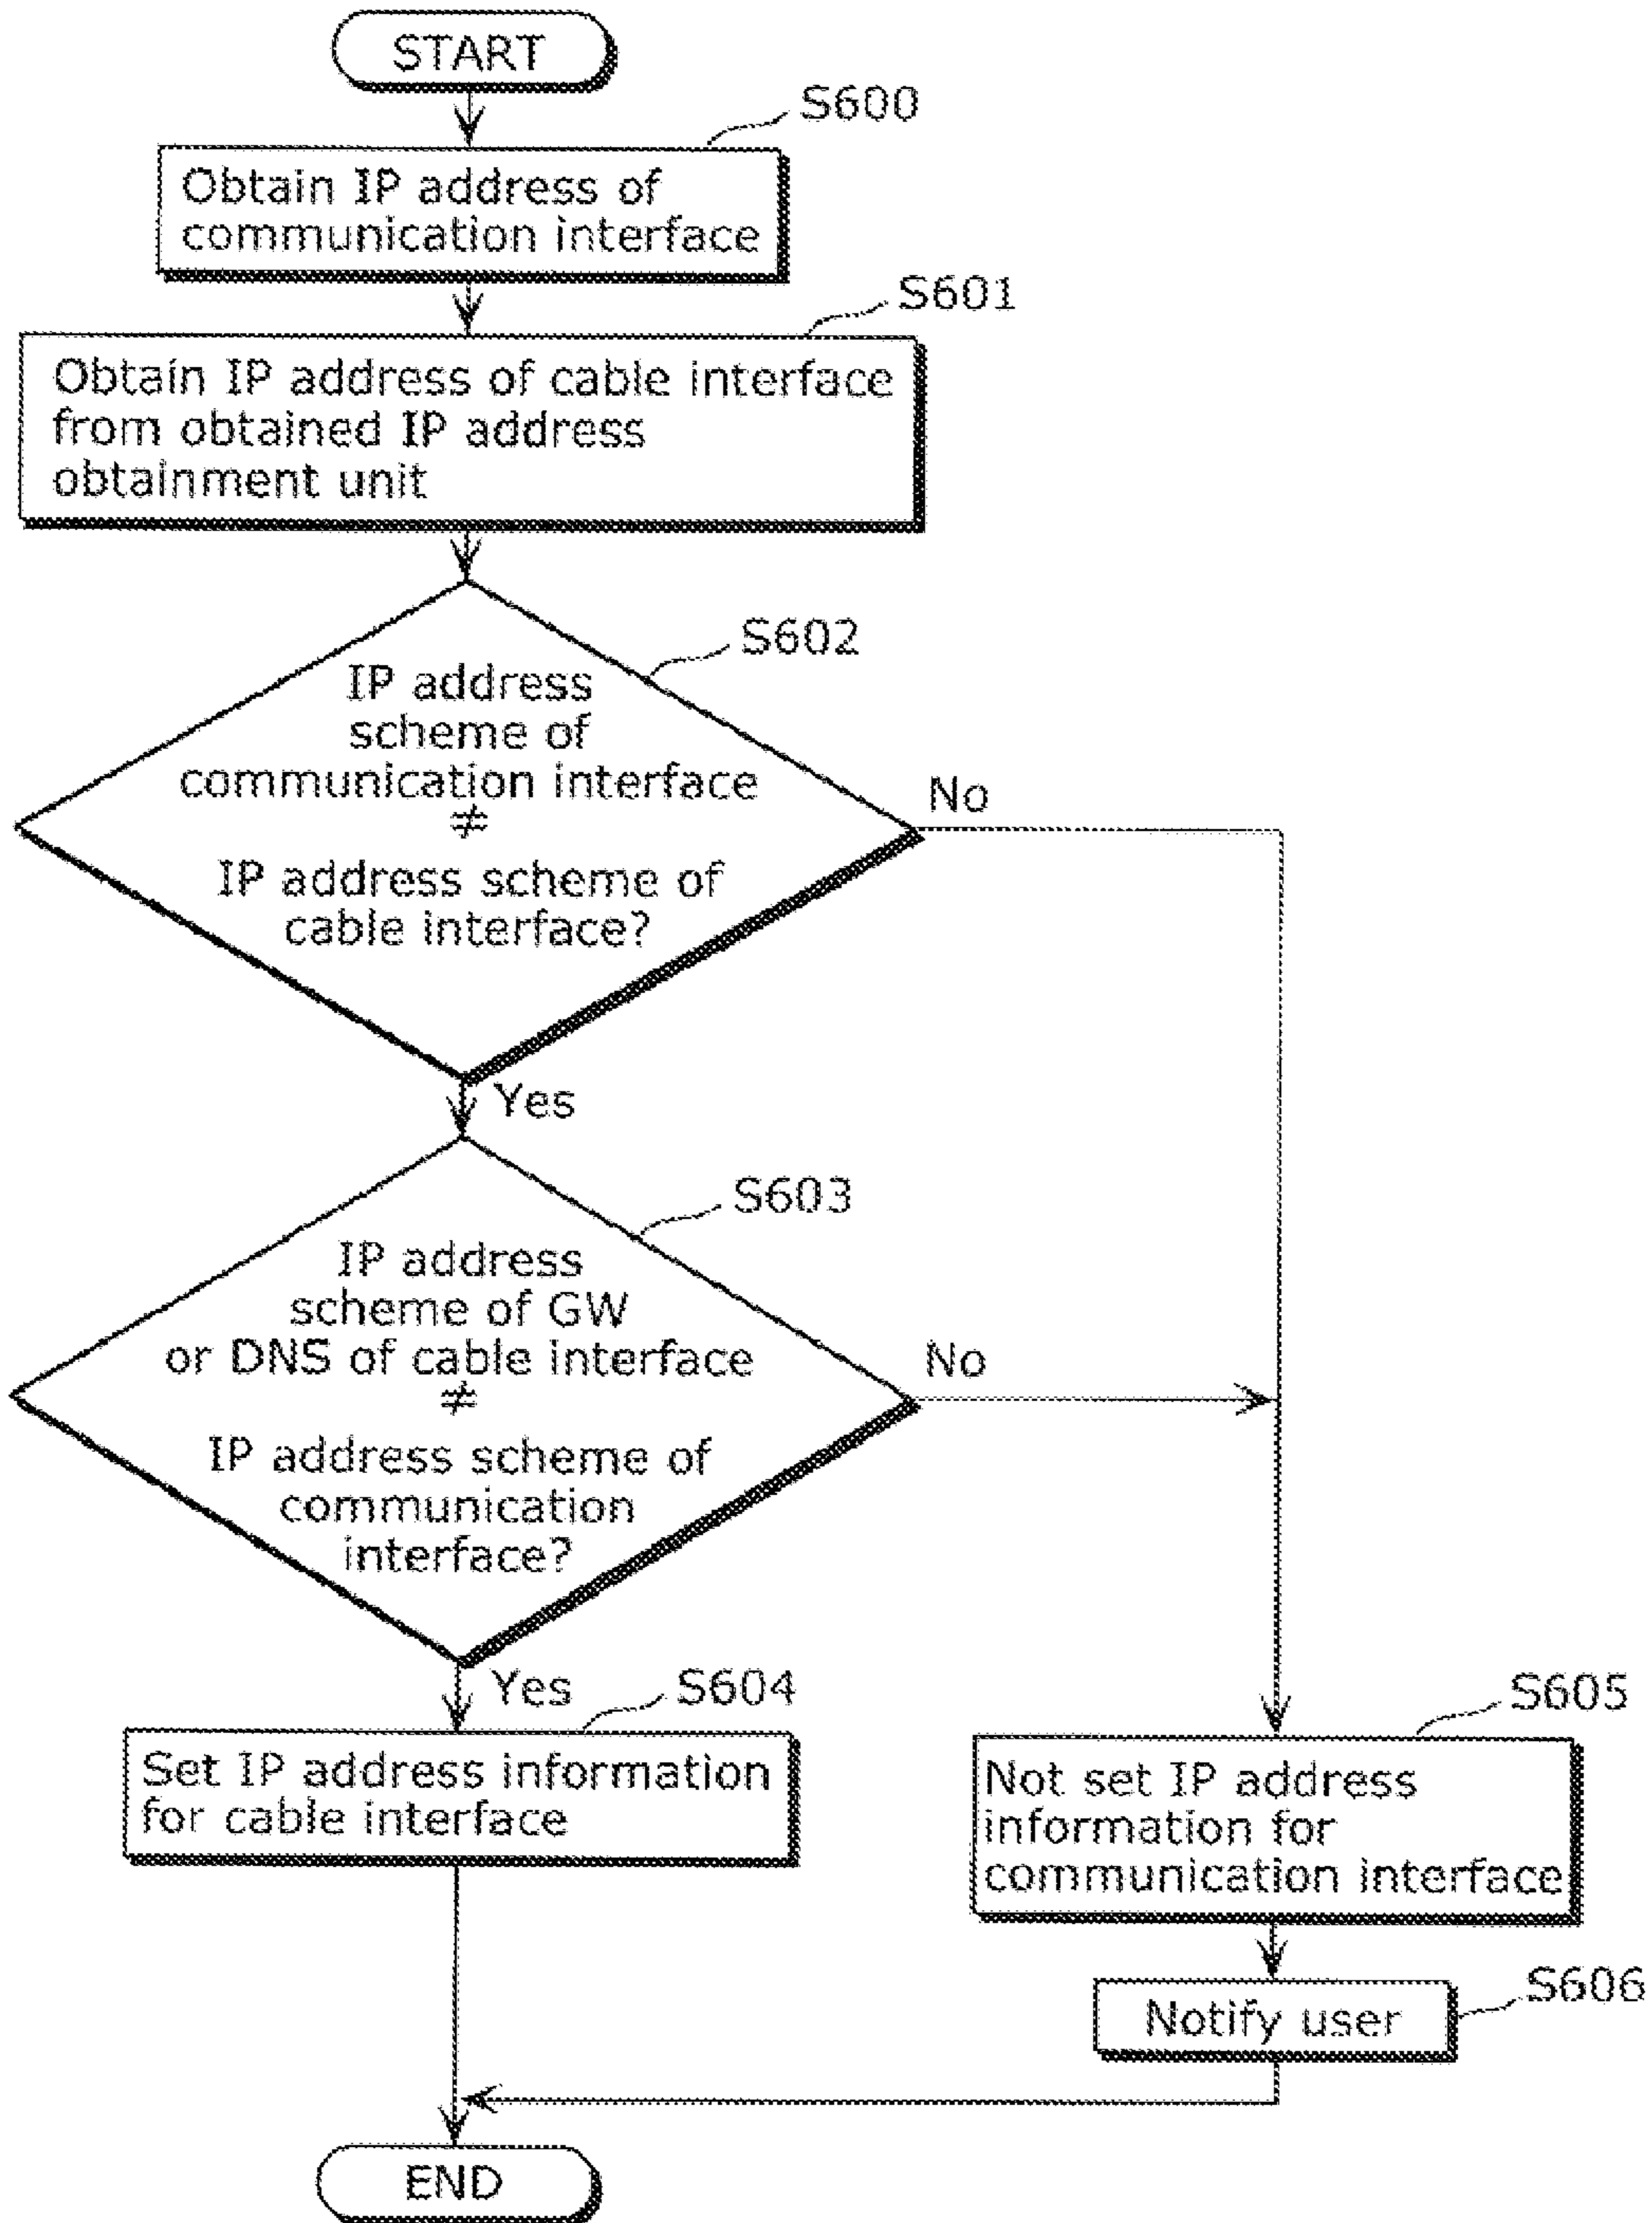 START
S600
Obtain IP address of
communication interface
S601
Obtain IP address of cable interface
from obtained IP address
obtainment unit
S602
IP address
scheme of
communication interface
≠
IP address scheme of
cable interface?
No
Yes
S603
IP address
scheme of GW
or DNS of cable interface
≠
IP address scheme of
communication
interface?
No
Yes
S604
Set IP address information
for cable interface
S605
Not set IP address
information for
communication interface
S606
Notify user
END